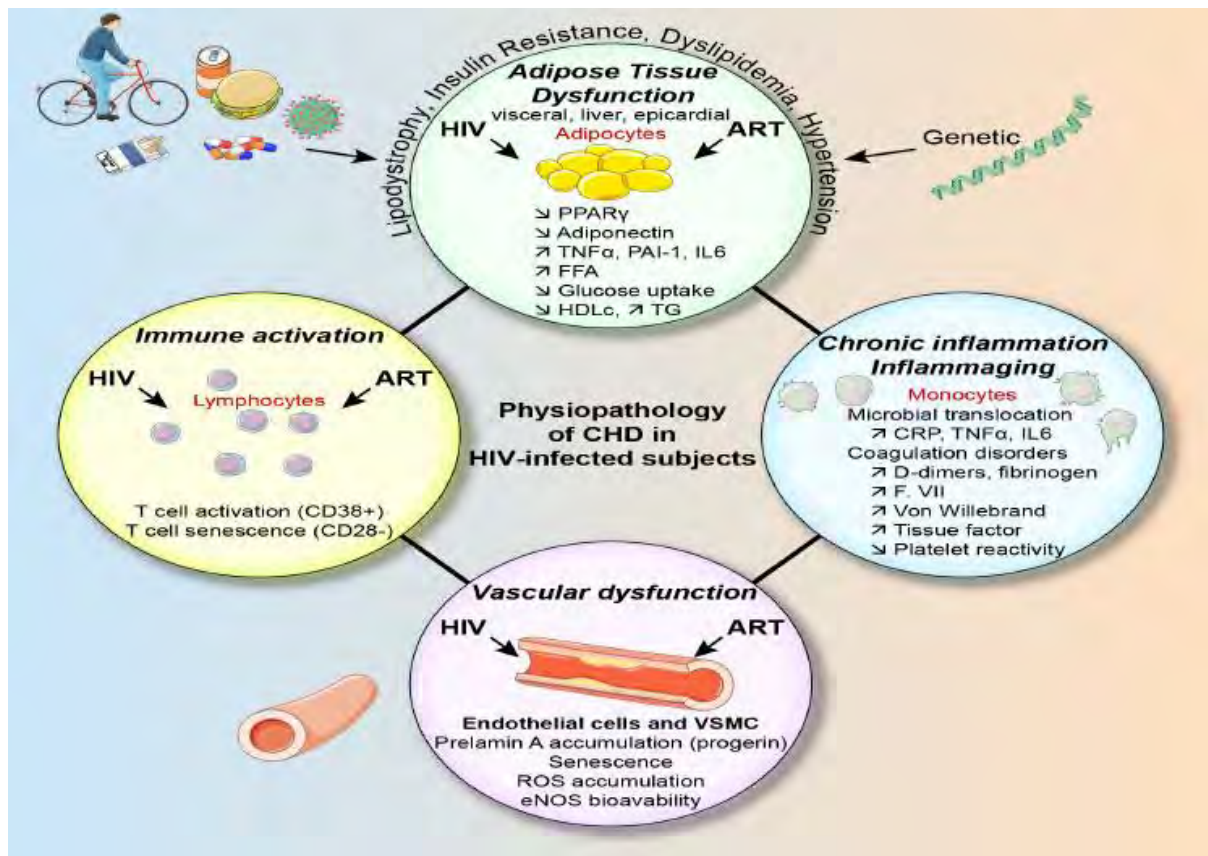 Lipodystrophy, Insulin Resistance, Dyslipidemia, Hypertension
Adipose Tissue
Dysfunction
visceral, liver, epicardial
HIV
Adipocytes
ART
↘ PPARγ
↘ Adiponectin
↗ TNFα, PAI-1, IL6
↗ FFA
↘ Glucose uptake
↘ HDLc, ↗ TG
Genetic
Immune activation
HIV
ART
Lymphocytes
T cell activation (CD38+)
T cell senescence (CD28-)
Physiopathology
of CHD in
HIV-infected subjects
Chronic inflammation
Inflammaging
Monocytes
Microbial translocation
↗ CRP, TNFα, IL6
Coagulation disorders
↗ D-dimers, fibrinogen
↗ F. VII
↗ Von Willebrand
↗ Tissue factor
↘ Platelet reactivity
Vascular dysfunction
HIV
ART
Endothelial cells and VSMC
Prelamin A accumulation (progerin)
Senescence
ROS accumulation
eNOS bioavability